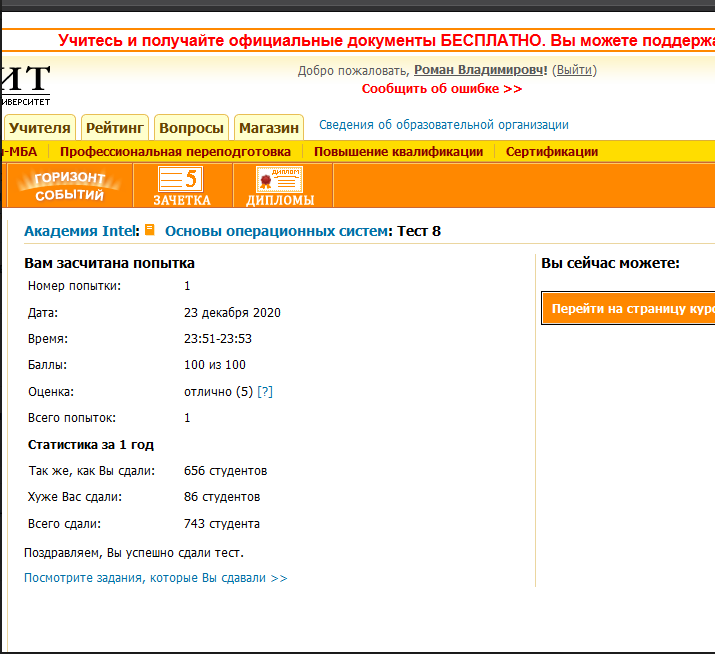 Учитесь и получайте официальные документы БЕСПЛАТНО. Вы можете поддержа
ИТ
ИВЕРСИТЕТ
Добро пожаловать, Роман Владимировч! (Выйти)
Сообщить об ошибке >>
Учителя Рейтинг Вопросы Магазин Сведения об образовательной организации
-МБА Профессиональная переподготовка Повышение квалификации Сертификации
ГОРИЗОНТ
СОБЫТИЙ
5
ЗАЧЕТКА
ДИПЛОМ
ДИПЛОМЫ
Академия Intel: Основы операционных систем: Тест 8
Вам засчитана попытка
Номер попытки: 1
Дата: 23 декабря 2020
Время: 23:51-23:53
Баллы: 100 из 100
Оценка: отлично (5) [?]
Всего попыток: 1
Статистика за 1 год
Так же, как Вы сдали: 656 студентов
Хуже Вас сдали: 86 студентов
Всего сдали: 743 студента
Поздравляем, Вы успешно сдали тест.
Посмотрите задания, которые Вы сдавали >>
Вы сейчас можете:
Перейти на страницу курс